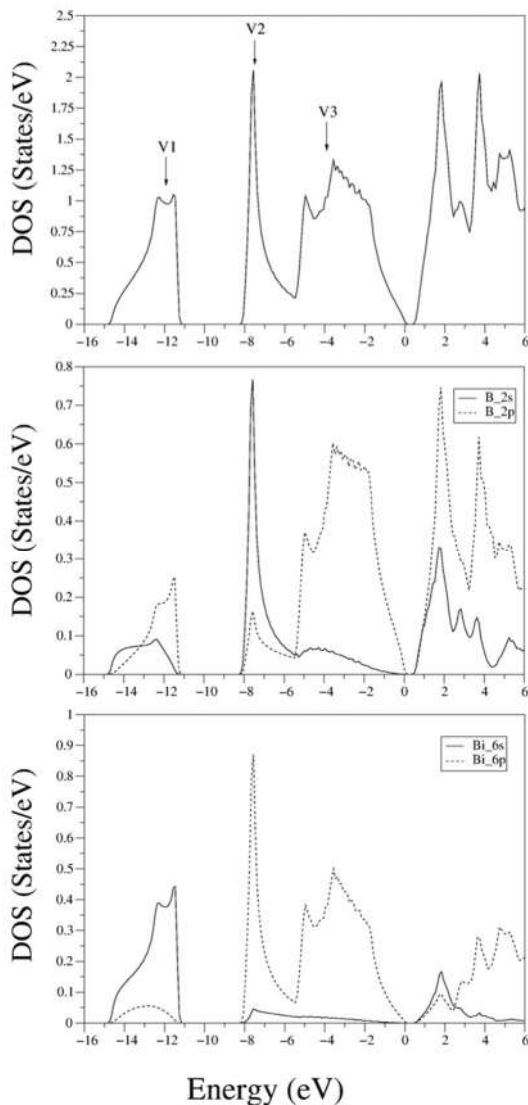 2.5
2.25
2
1.75
1.5
1.25
1
0.75
0.5
0.25
0
DOS (States/eV)
V1
V2
V3
−16 −14 −12 −10 −8 −6 −4 −2 0 2 4 6
0.8
0.7
0.6
0.5
0.4
0.3
0.2
0.1
0
DOS (States/eV)
B_2s
B_2p
−16 −14 −12 −10 −8 −6 −4 −2 0 2 4 6
1
0.9
0.8
0.7
0.6
0.5
0.4
0.3
0.2
0.1
0
DOS (States/eV)
Bi_6s
Bi_6p
−16 −14 −12 −10 −8 −6 −4 −2 0 2 4 6
Energy (eV)